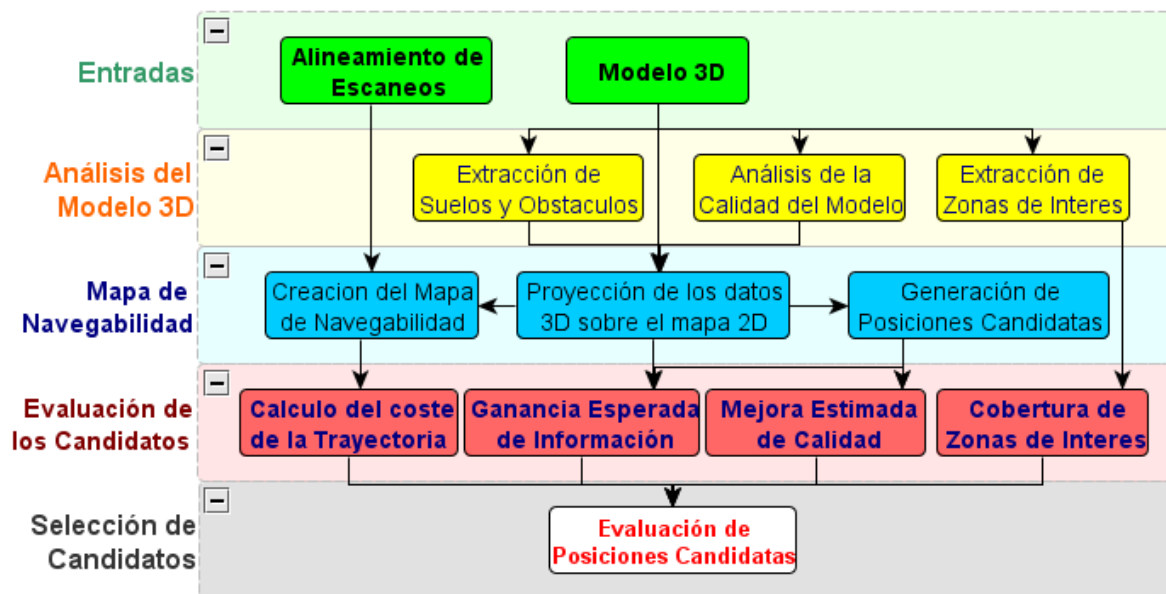 Entradas
Alineamiento de
Escaneos
Modelo 3D
Análisis del
Modelo 3D
Extracción de
Suelos y Obstaculos
Análisis de la
Calidad del Modelo
Extracción de
Zonas de Interes
Mapa de
Navegabilidad
Creacion del Mapa
de Navegabilidad
Proyección de los datos
3D sobre el mapa 2D
Generación de
Posiciones Candidatas
Evaluación de
los Candidatos
Calculo del coste
de la Trayectoria
Ganancia Esperada
de Información
Mejora Estimada
de Calidad
Cobertura de
Zonas de Interes
Selección de
Candidatos
Evaluación de
Posiciones Candidatas